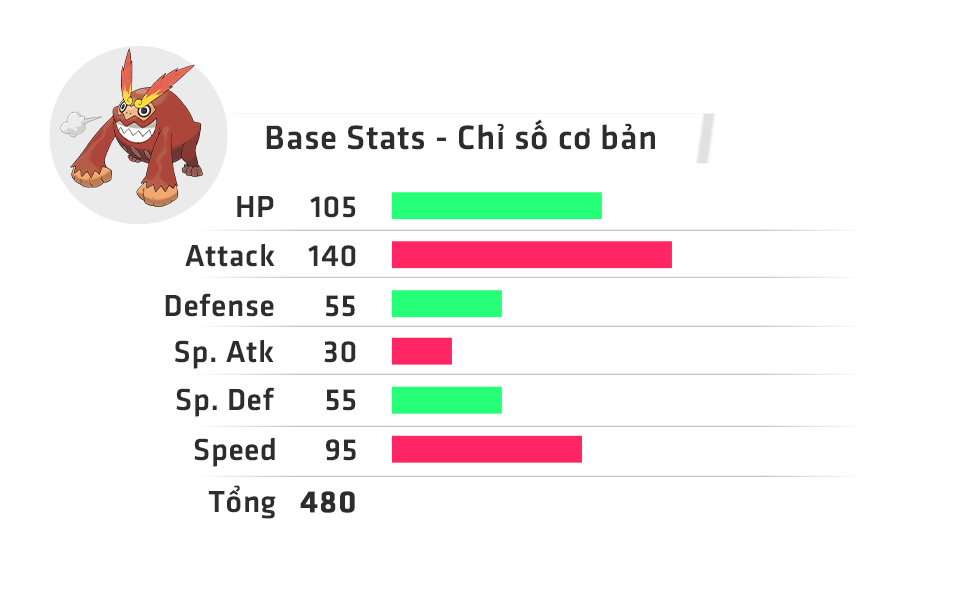 Base Stats - Chỉ số cơ bản
HP 105
Attack 140
Defense 55
Sp. Atk 30
Sp. Def 55
Speed 95
Tổng 480